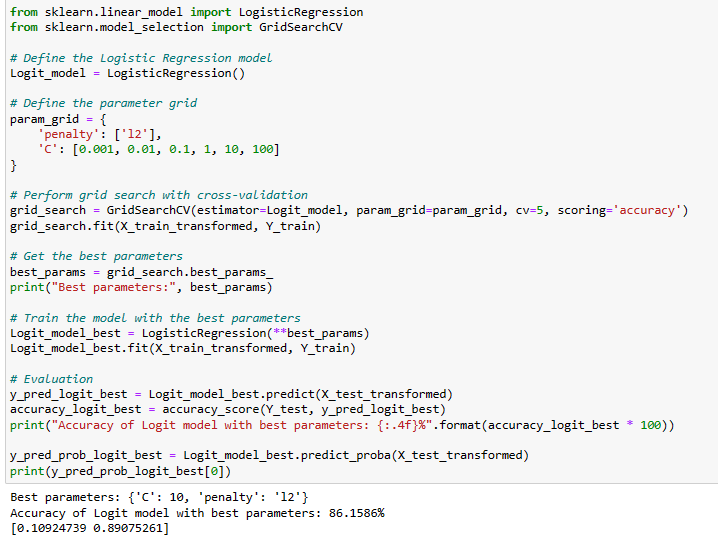 from sklearn.linear_model import LogisticRegression
from sklearn.model_selection import GridSearchCV
# Define the Logistic Regression model
Logit_model = LogisticRegression()
# Define the parameter grid
param_grid = {
    'penalty': ['l2'],
    'C': [0.001, 0.01, 0.1, 1, 10, 100]
}
# Perform grid search with cross-validation
grid_search = GridSearchCV(estimator=Logit_model, param_grid=param_grid, cv=5, scoring='accuracy')
grid_search.fit(X_train_transformed, Y_train)
# Get the best parameters
best_params = grid_search.best_params_
print("Best parameters:", best_params)
# Train the model with the best parameters
Logit_model_best = LogisticRegression(**best_params)
Logit_model_best.fit(X_train_transformed, Y_train)
# Evaluation
y_pred_logit_best = Logit_model_best.predict(X_test_transformed)
accuracy_logit_best = accuracy_score(Y_test, y_pred_logit_best)
print("Accuracy of Logit model with best parameters: {:.4f}%".format(accuracy_logit_best * 100))
y_pred_prob_logit_best = Logit_model_best.predict_proba(X_test_transformed)
print(y_pred_prob_logit_best[0])
Best parameters: {'C': 10, 'penalty': 'l2'}
Accuracy of Logit model with best parameters: 86.1586%
[0.10924739 0.89075261]